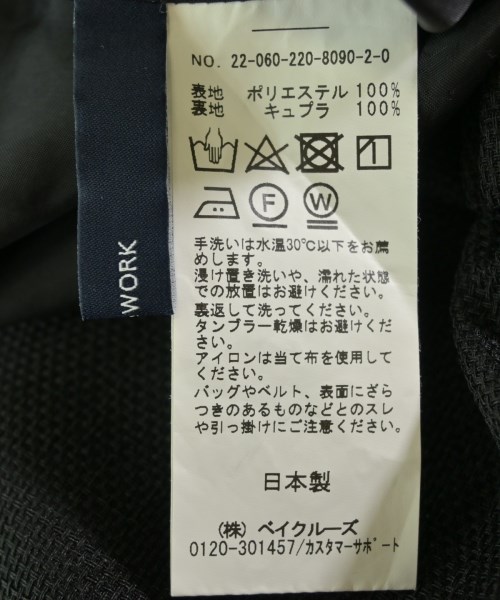 NO. 22-060-220-8090-2-0
表地 ポリエステル 100%
裏地 キュプラ 100%
F W
手洗いは水温30℃以下をお薦
めします。
浸け置き洗いや、濡れた状態
での放置はお避けください。
裏返して洗ってください。
タンブラー乾燥はお避けくだ
さい。
アイロンは当て布を使用して
ください。
バッグやベルト、表面にざら
つきのあるものなどとのスレ
や引っ掛けにご注意ください。
日本製
(株) ベイクルーズ
0120-301457/カスタマーサポート
WORK